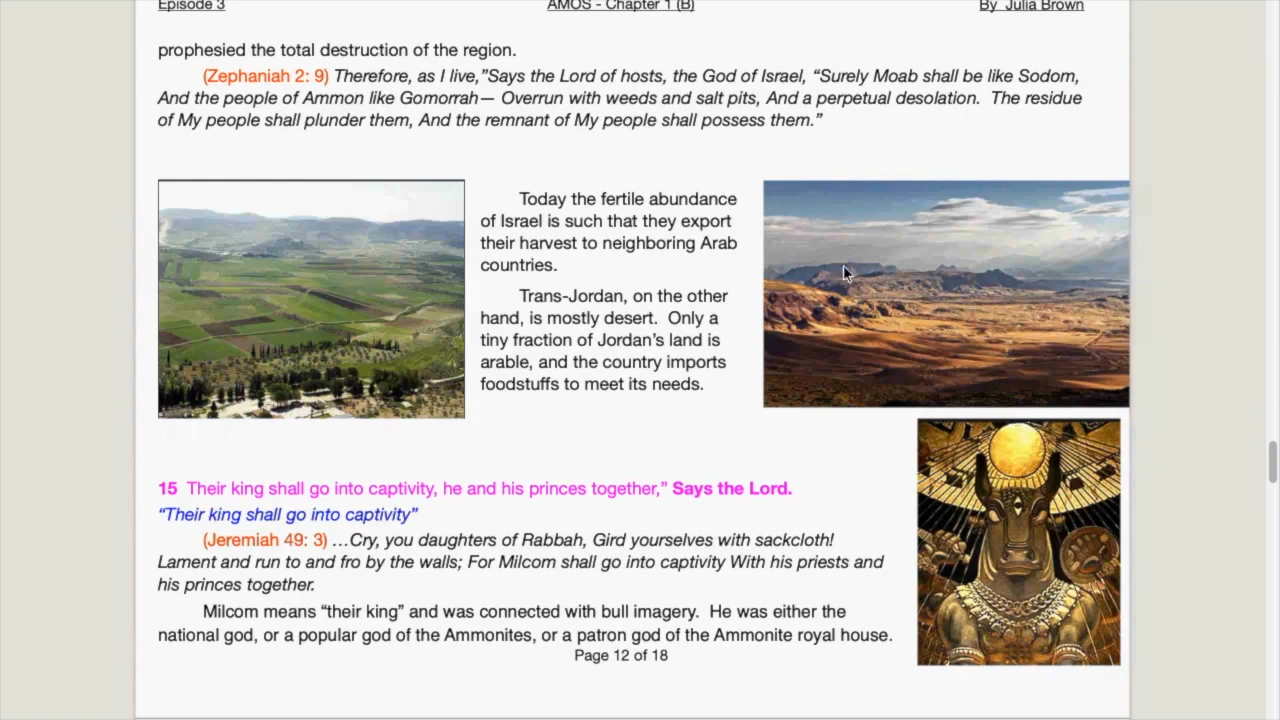 Episode 3 AMOS - Chapter 1 (B) By Julia Brown
prophesied the total destruction of the region.
(Zephaniah 2: 9) Therefore, as I live,”Says the Lord of hosts, the God of Israel, “Surely Moab shall be like Sodom,
And the people of Ammon like Gomorrah— Overrun with weeds and salt pits, And a perpetual desolation. The residue
of My people shall plunder them, And the remnant of My people shall possess them.”
Today the fertile abundance
of Israel is such that they export
their harvest to neighboring Arab
countries.
Trans-Jordan, on the other
hand, is mostly desert. Only a
tiny fraction of Jordan’s land is
arable, and the country imports
foodstuffs to meet its needs.
15 Their king shall go into captivity, he and his princes together,” Says the Lord.
“Their king shall go into captivity”
(Jeremiah 49: 3) …Cry, you daughters of Rabbah, Gird yourselves with sackcloth!
Lament and run to and fro by the walls; For Milcom shall go into captivity With his priests and
his princes together.
Milcom means “their king” and was connected with bull imagery. He was either the
national god, or a popular god of the Ammonites, or a patron god of the Ammonite royal house.
Page 12 of 18